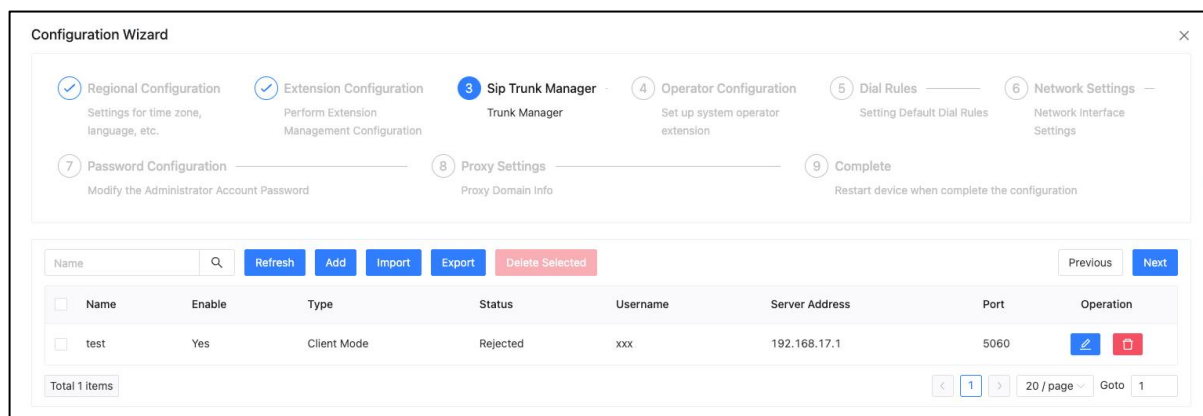 Configuration Wizard
Regional Configuration
Settings for time zone,
language, etc.
Extension Configuration
Perform Extension
Management Configuration
3 Sip Trunk Manager
Trunk Manager
4 Operator Configuration
Set up system operator
extension
5 Dial Rules
Setting Default Dial Rules
6 Network Settings
Network Interface
Settings
7 Password Configuration
Modify the Administrator Account Password
8 Proxy Settings
Proxy Domain Info
9 Complete
Restart device when complete the configuration
Name Refresh Add Import Export Delete Selected Previous Next
Name Enable Type Status Username Server Address Port Operation
test Yes Client Mode Rejected xxx 192.168.17.1 5060
Total 1 items < 1 > 20 / page Goto 1